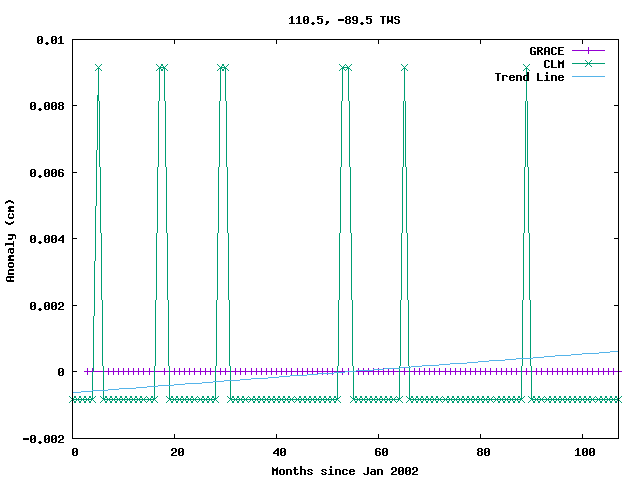 110.5, -89.5 TWS
0.01
GRACE
CLM
Trend Line
0.008
0.006
0.004
0.002
0
-0.002
Anomaly (cm)
0 20 40 60 80 100
Months since Jan 2002